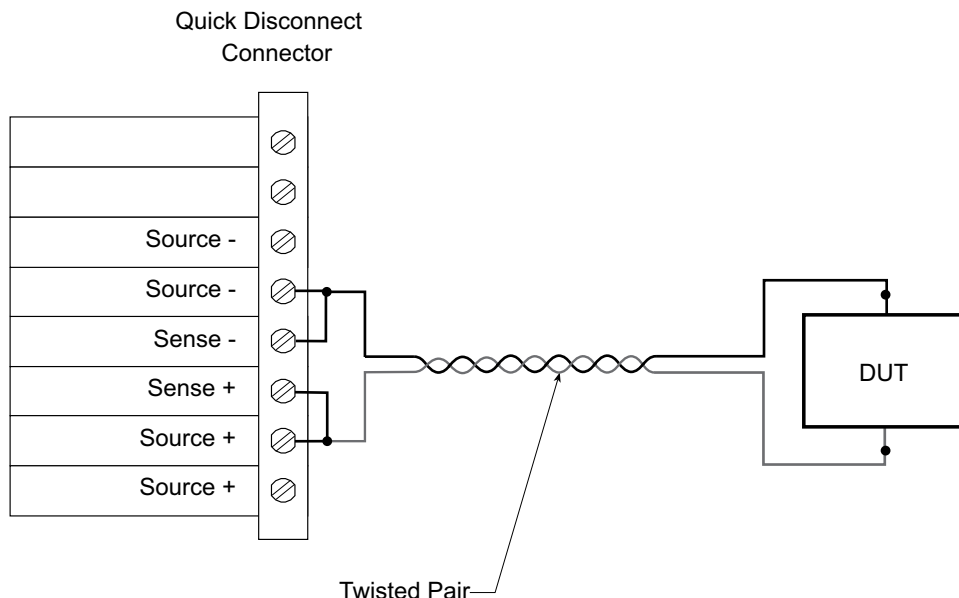 Quick Disconnect
Connector
Source -
Source -
Sense -
Sense +
Source +
Source +
DUT
Twisted Pair